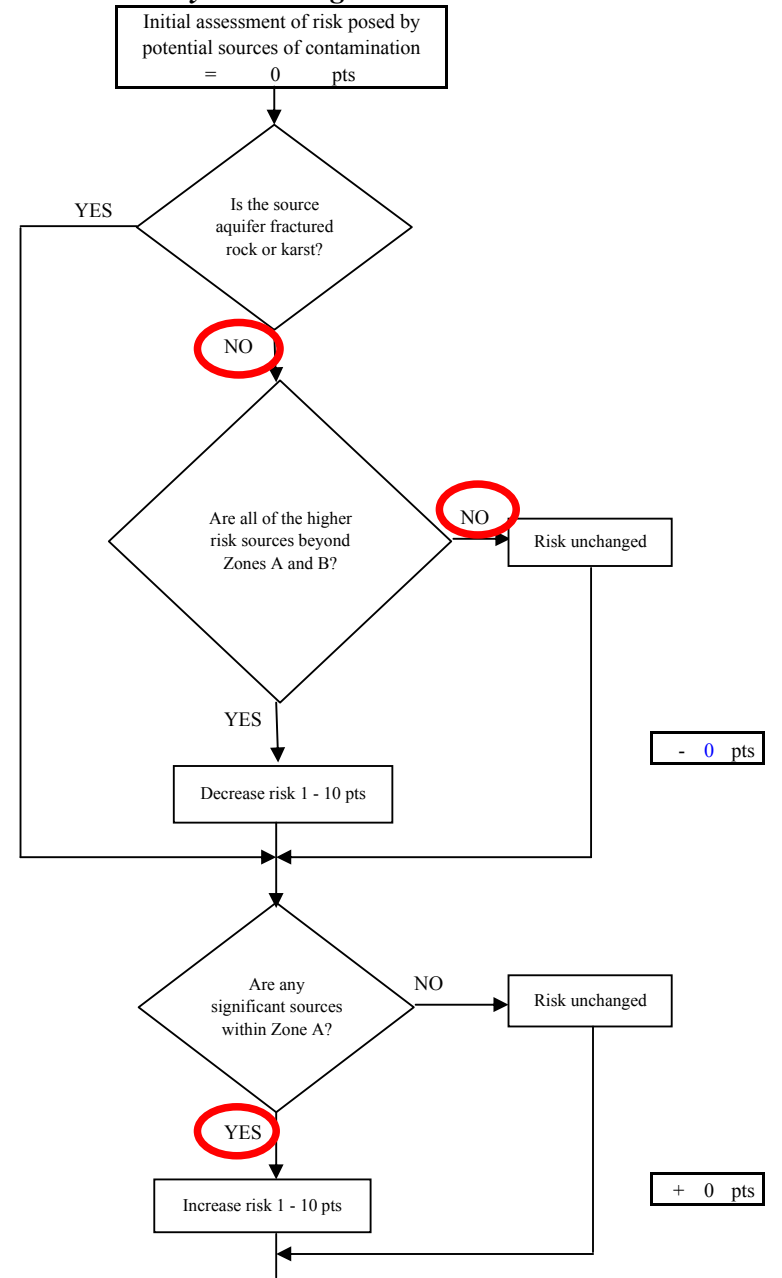 Initial assessment of risk posed by
potential sources of contamination
= 0 pts
YES
Is the source
aquifer fractured
rock or karst?
NO
Are all of the higher
risk sources beyond
Zones A and B?
NO
Risk unchanged
YES
- 0 pts
Decrease risk 1 - 10 pts
Are any
significant sources
within Zone A?
NO
Risk unchanged
YES
Increase risk 1 - 10 pts
+ 0 pts